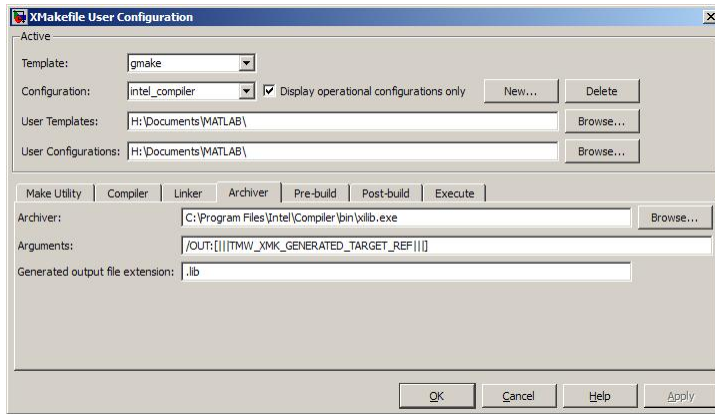 XMakefile User Configuration
Active
Template: gmake
Configuration: intel_compiler Display operational configurations only New... Delete
User Templates: H:\Documents\MATLAB\ Browse...
User Configurations: H:\Documents\MATLAB\ Browse...
Make Utility Compiler Linker Archiver Pre-build Post-build Execute
Archiver: C:\Program Files\Intel\Compiler\bin\xilib.exe Browse...
Arguments: /OUT:[|||TMW_XMK_GENERATED_TARGET_REF|||]
Generated output file extension: .lib
OK Cancel Help Apply